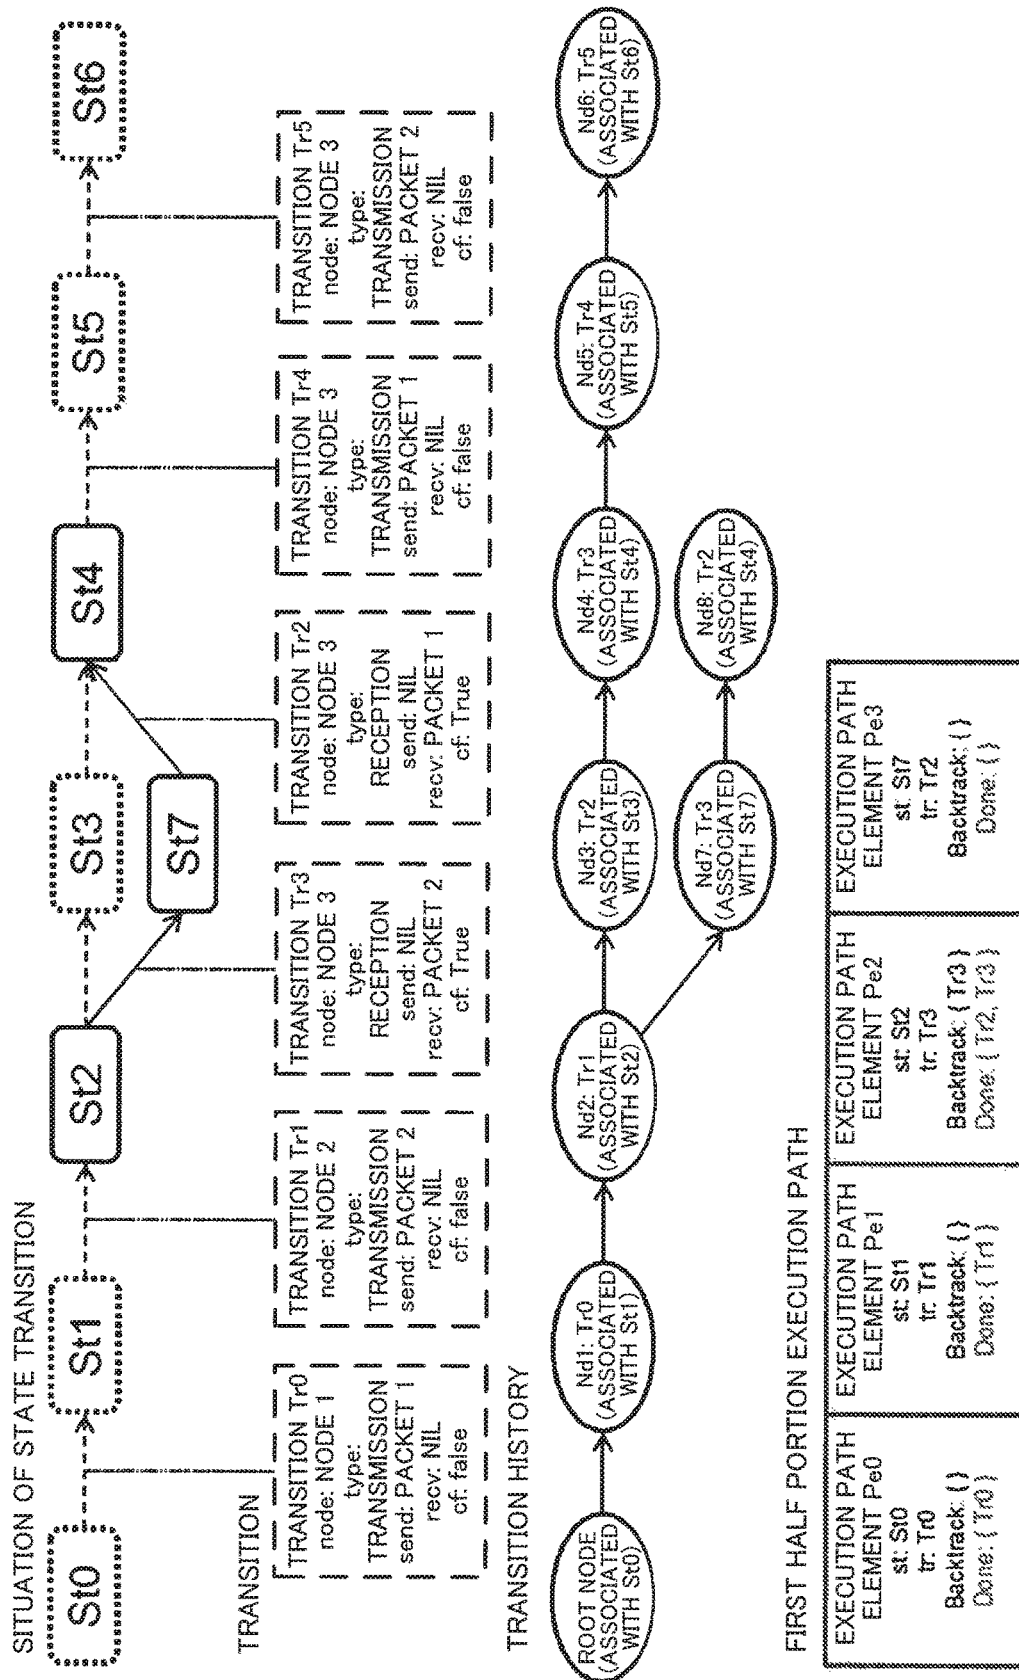 SITUATION OF STATE TRANSITION
St0
St1
St2
St3
St7
St4
St5
St6
TRANSITION
TRANSITION Tr0
node: NODE 1
type:
TRANSMISSION
send: PACKET 1
recv: NIL
cf: false
TRANSITION Tr1
node: NODE 2
type:
TRANSMISSION
send: PACKET 2
recv: NIL
cf: false
TRANSITION Tr3
node: NODE 3
type:
RECEPTION
send: NIL
recv: PACKET 2
cf: True
TRANSITION Tr2
node: NODE 3
type:
RECEPTION
send: NIL
recv: PACKET 1
cf: True
TRANSITION Tr4
node: NODE 3
type:
TRANSMISSION
send: PACKET 1
recv: NIL
cf: false
TRANSITION Tr5
node: NODE 3
type:
TRANSMISSION
send: PACKET 2
recv: NIL
cf: false
TRANSITION HISTORY
ROOT NODE
(ASSOCIATED
WITH St0)
Nd1: Tr0
(ASSOCIATED
WITH St1)
Nd2: Tr1
(ASSOCIATED
WITH St2)
Nd3: Tr2
(ASSOCIATED
WITH St3)
Nd4: Tr3
(ASSOCIATED
WITH St4)
Nd5: Tr4
(ASSOCIATED
WITH St5)
Nd6: Tr5
(ASSOCIATED
WITH St6)
Nd7: Tr3
(ASSOCIATED
WITH St7)
Nd8: Tr2
(ASSOCIATED
WITH St4)
FIRST HALF PORTION EXECUTION PATH
EXECUTION PATH
ELEMENT Pe0
st: St0
tr: Tr0
Backtrack: { }
Done: { Tr0 }
EXECUTION PATH
ELEMENT Pe1
st: St1
tr: Tr1
Backtrack: { }
Done: { Tr1 }
EXECUTION PATH
ELEMENT Pe2
st: St2
tr: Tr3
Backtrack: { Tr3 }
Done: { Tr2, Tr3 }
EXECUTION PATH
ELEMENT Pe3
st: St7
tr: Tr2
Backtrack: { }
Done: { }